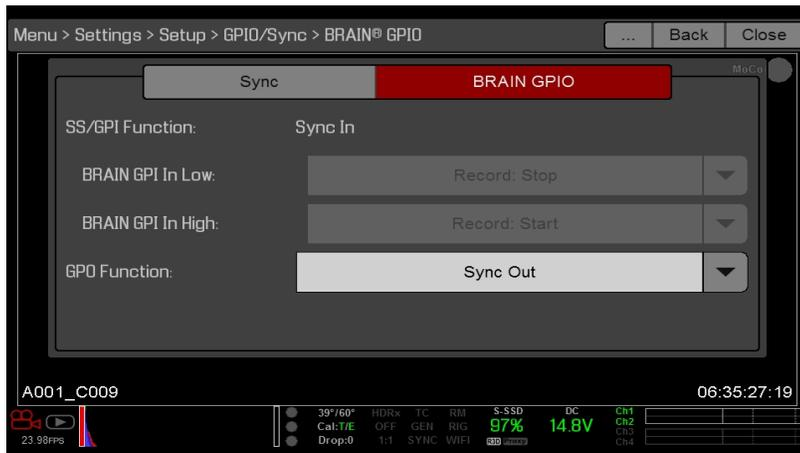 Menu > Settings > Setup > GPIO/Sync > BRAIN® GPIO
... Back Close
MoCo
Sync BRAIN GPIO
SS/GPI Function: Sync In
BRAIN GPI In Low: Record: Stop
BRAIN GPI In High: Record: Start
GPO Function: Sync Out
A001_C009 06:35:27:19
39°/60° HDRx TC RM S-SSD DC Ch1
Cal:T/E OFF GEN RIG 97% 14.8V Ch2
23.98FPS Drop:0 1:1 SYNC WIFI R3D Proxy Ch3
Ch4